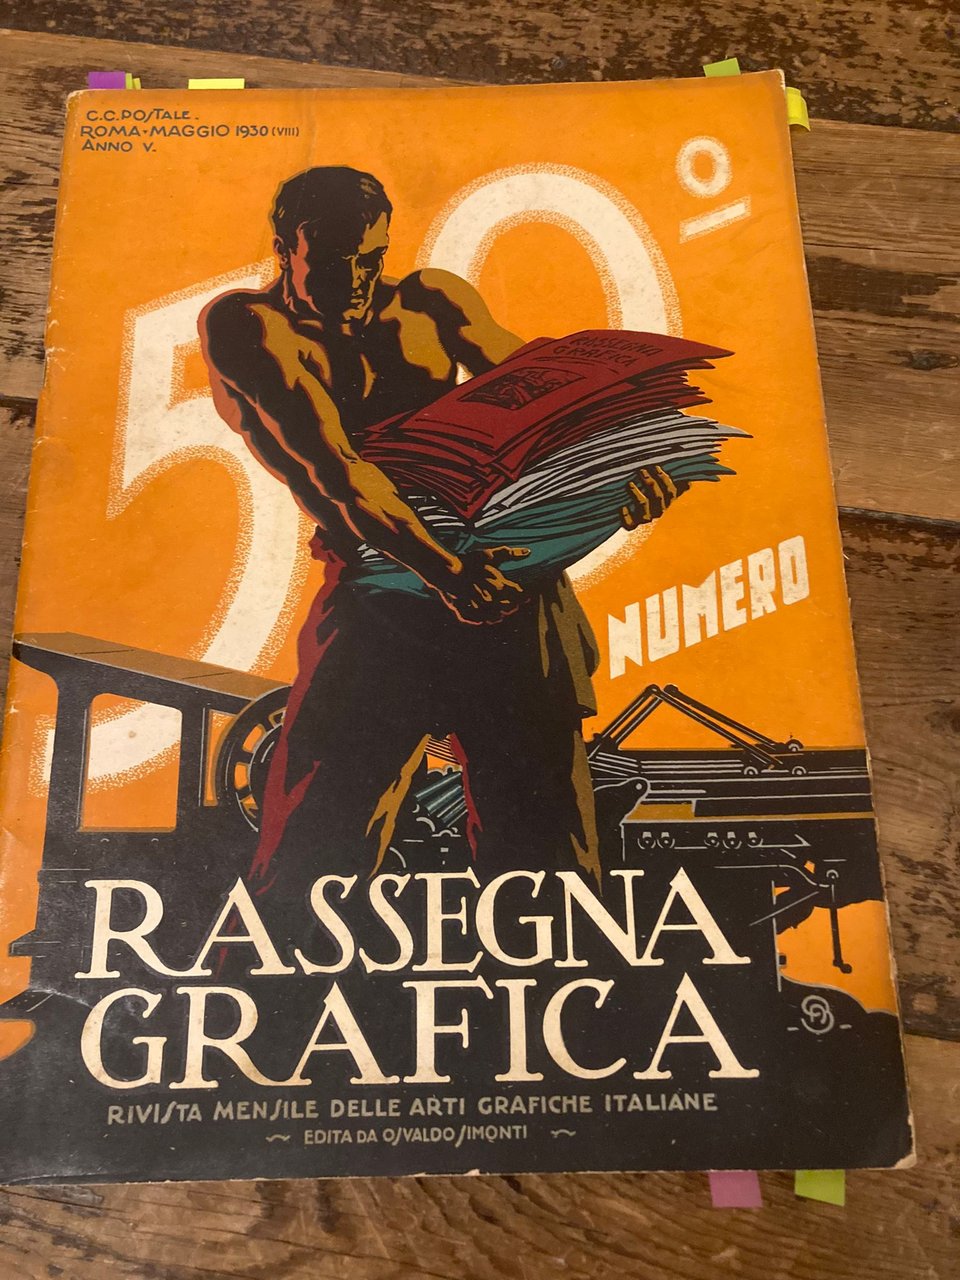 C.C. POSTALE.
ROMA-MAGGIO 1930 (VIII)
ANNO V.
50º
RASSEGNA
GRAFICA
NUMERO
RASSEGNA
GRAFICA
RIVISTA MENSILE DELLE ARTI GRAFICHE ITALIANE
~ EDITA DA OSVALDO SIMONTI ~